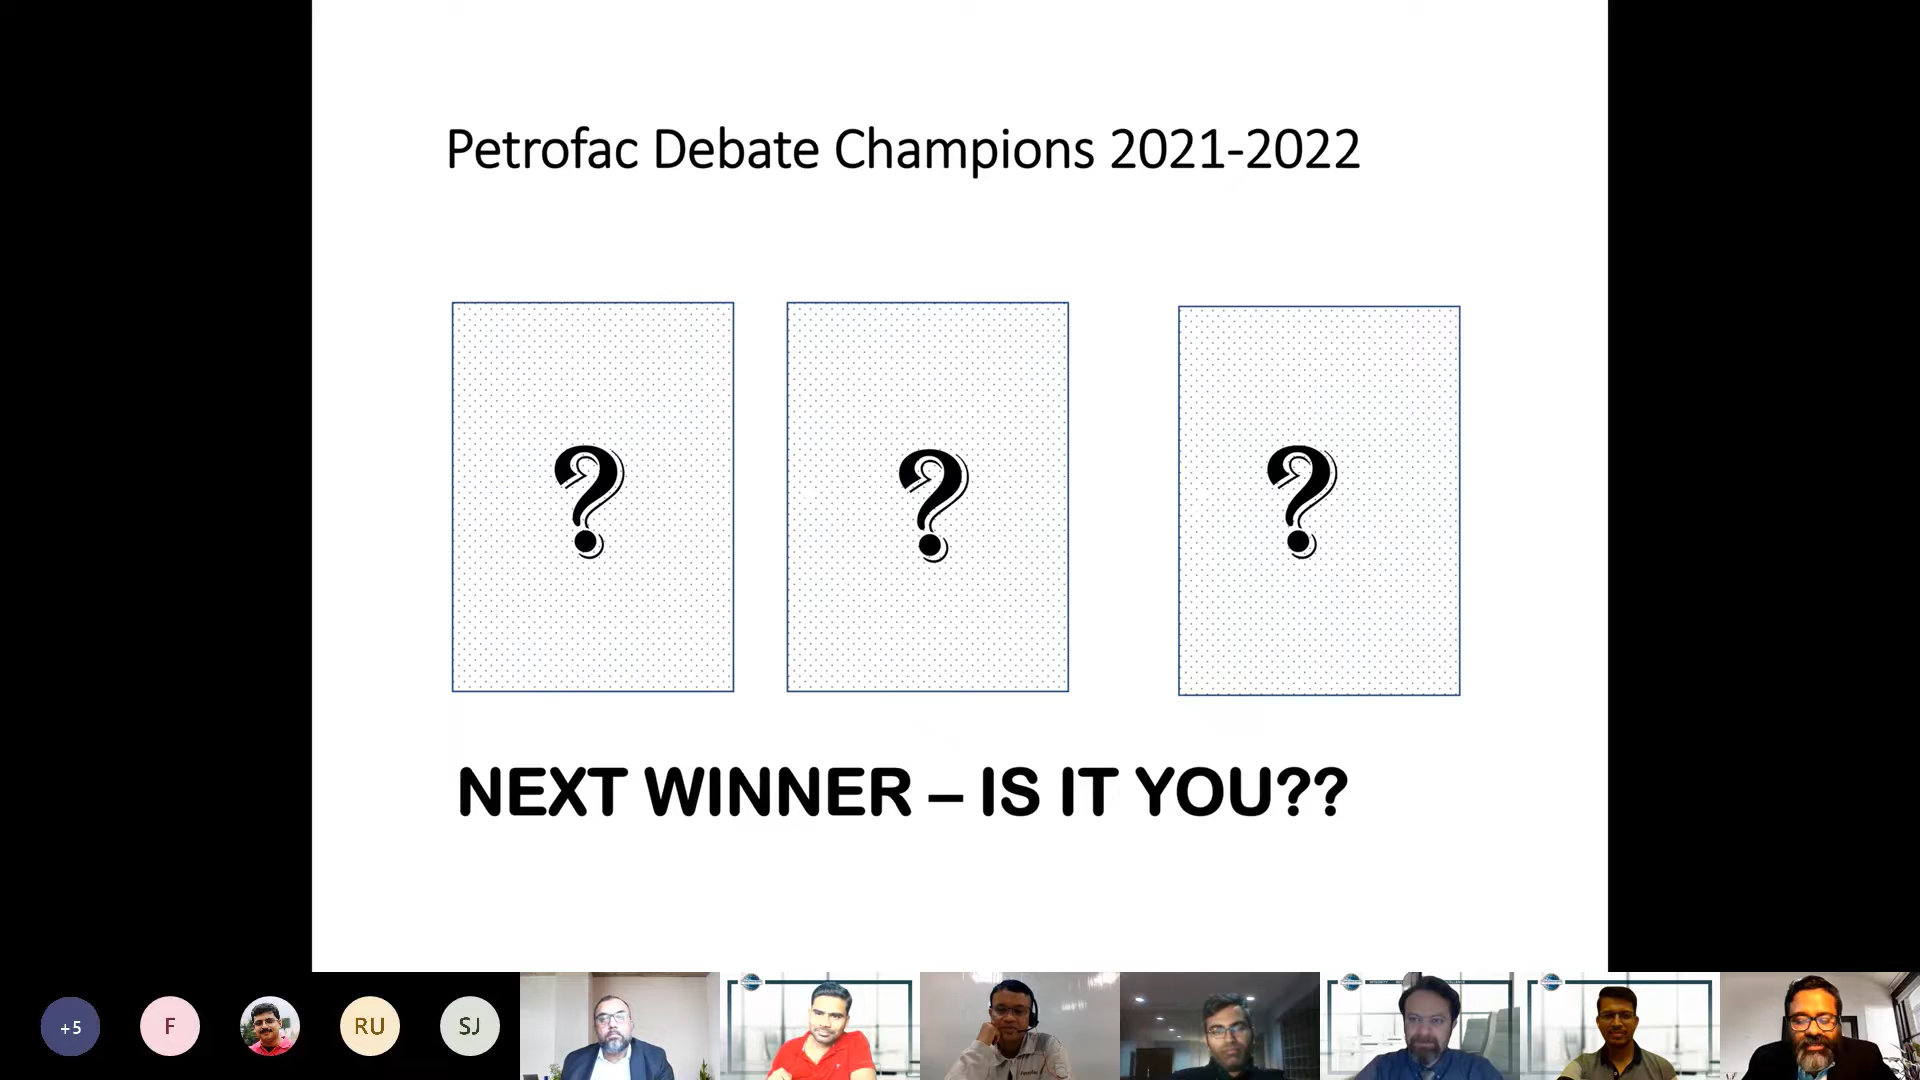 Petrofac Debate Champions 2021-2022
? ? ?
NEXT WINNER – IS IT YOU??
+5
F
RU
SJ